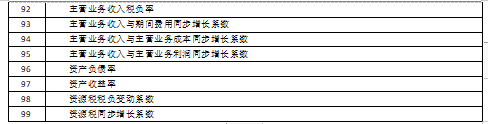 92 主营业务收入税负率
93 主营业务收入与期间费用同步增长系数
94 主营业务收入与主营业务成本同步增长系数
95 主营业务收入与主营业务利润同步增长系数
96 资产负债率
97 资产收益率
98 资源税税负变动系数
99 资源税同步增长系数